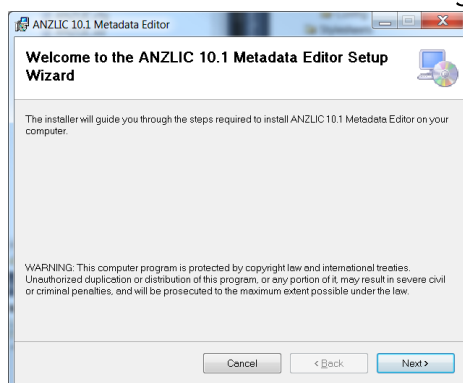 ANZLIC 10.1 Metadata Editor
Welcome to the ANZLIC 10.1 Metadata Editor Setup
Wizard
The installer will guide you through the steps required to install ANZLIC 10.1 Metadata Editor on your
computer.
WARNING: This computer program is protected by copyright law and international treaties.
Unauthorized duplication or distribution of this program, or any portion of it, may result in severe civil
or criminal penalties, and will be prosecuted to the maximum extent possible under the law.
Cancel < Back Next >